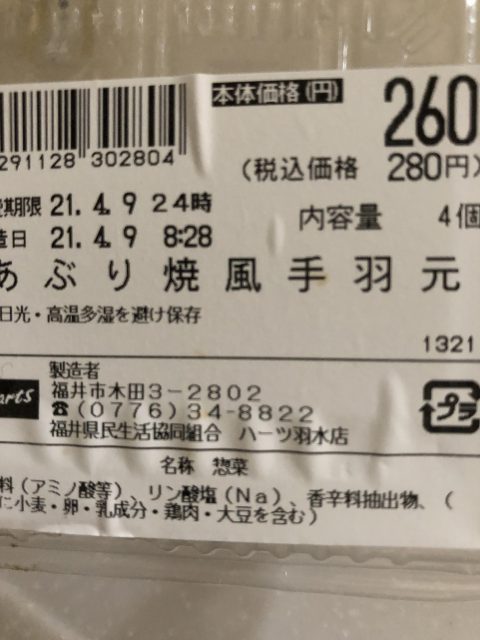 本体価格(円) 260
291128 302804
(税込価格 280円)
費期限 21.4.9 24時
内容量 4個
造日 21.4.9 8:28
あぶり焼風手羽元
日光・高温多湿を避け保存
1321
製造者
福井市木田3-2802
☎(0776)34-8822
福井県民生活協同組合 ハーツ羽水店
arts
プラ
名称 惣菜
料(アミノ酸等)、リン酸塩(Na)、香辛料抽出物、(
に小麦・卵・乳成分・鶏肉・大豆を含む)